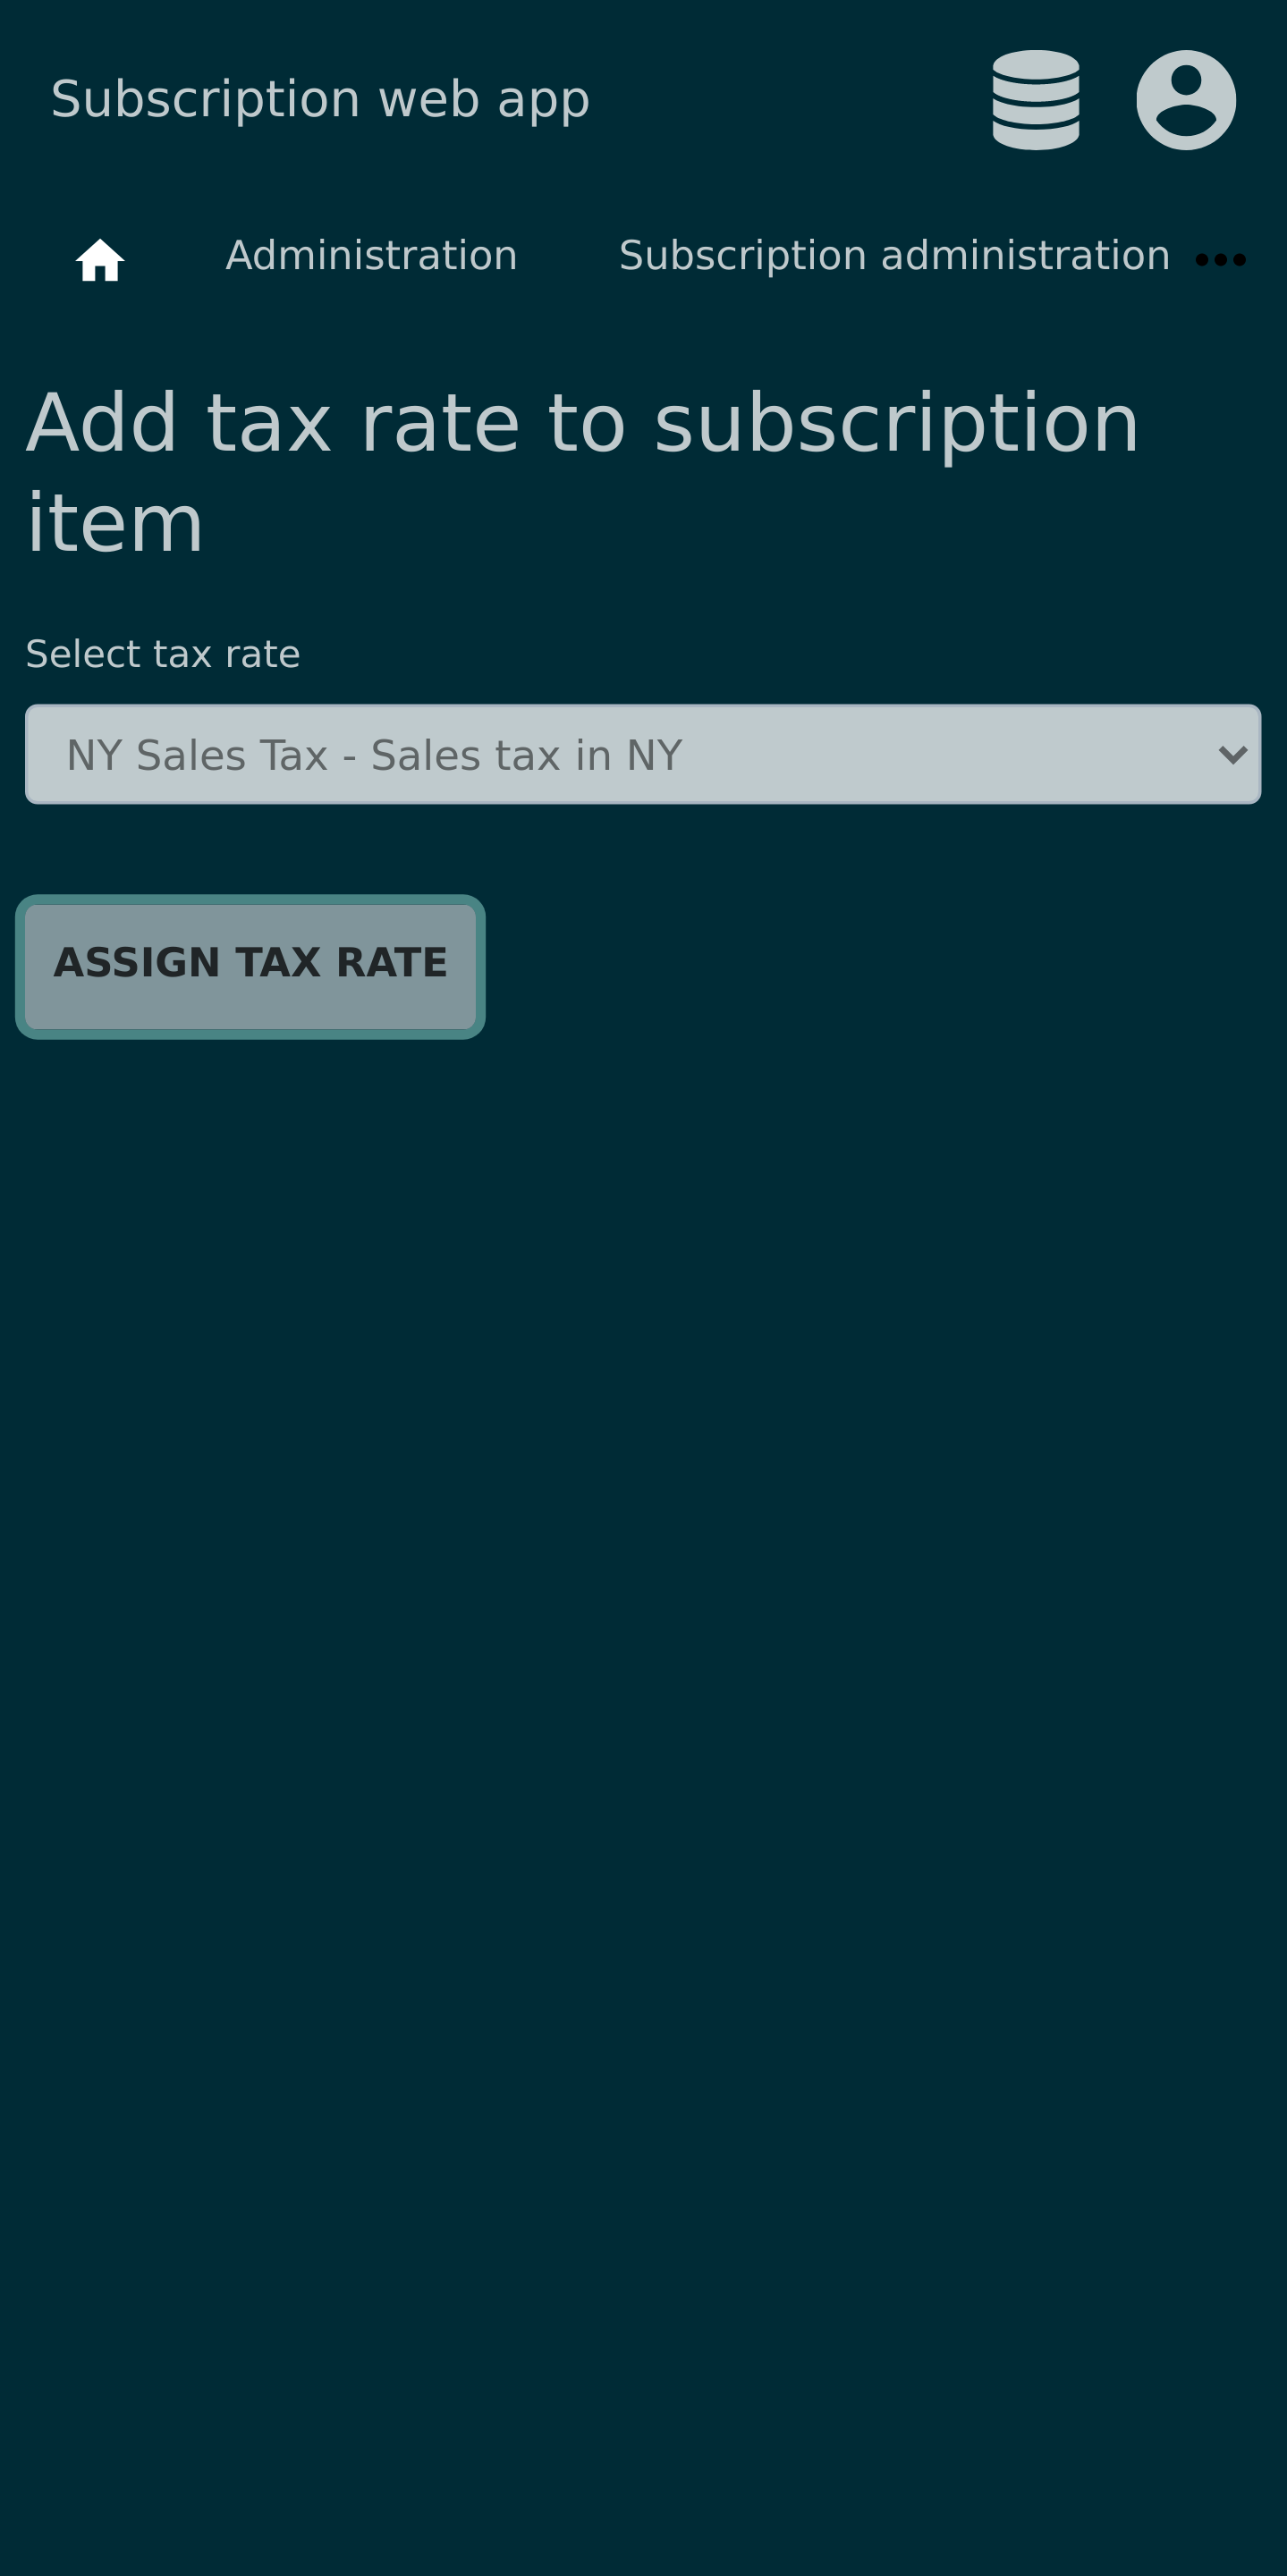 Subscription web app
Administration
Subscription administration
Add tax rate to subscription
item
Select tax rate
NY Sales Tax - Sales tax in NY
ASSIGN TAX RATE